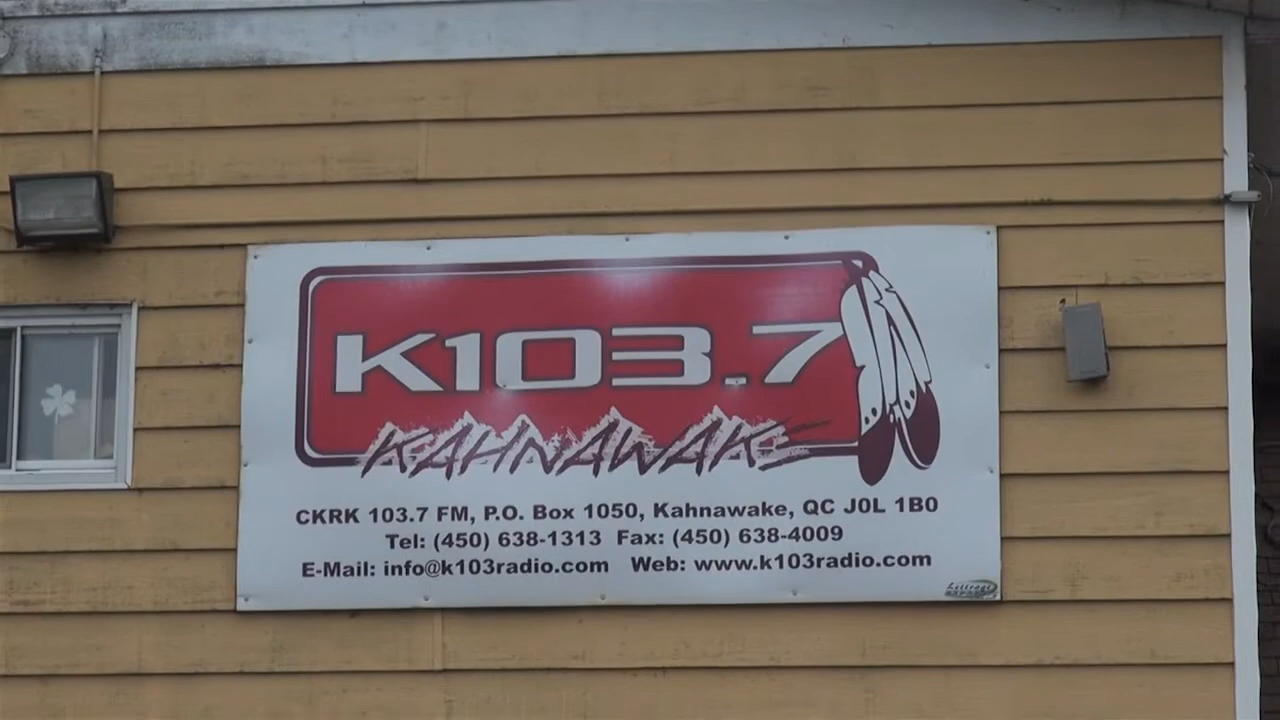 K103.7
KAHNAWAKE
CKRK 103.7 FM, P.O. Box 1050, Kahnawake, QC J0L 1B0
Tel: (450) 638-1313 Fax: (450) 638-4009
E-Mail: info@k103radio.com Web: www.k103radio.com